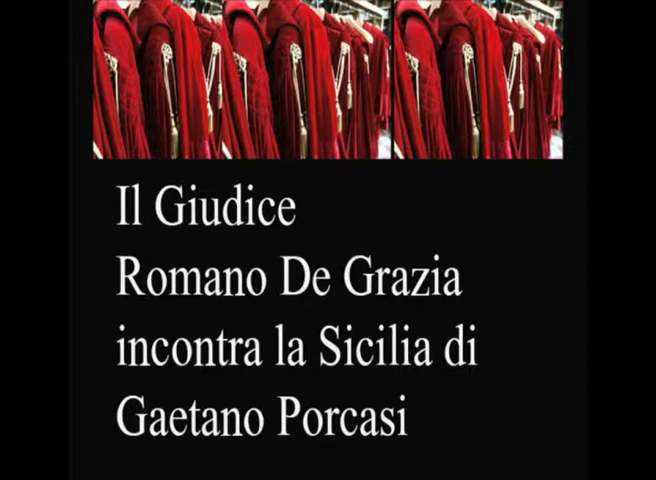 Il Giudice
Romano De Grazia
incontra la Sicilia di
Gaetano Porcasi